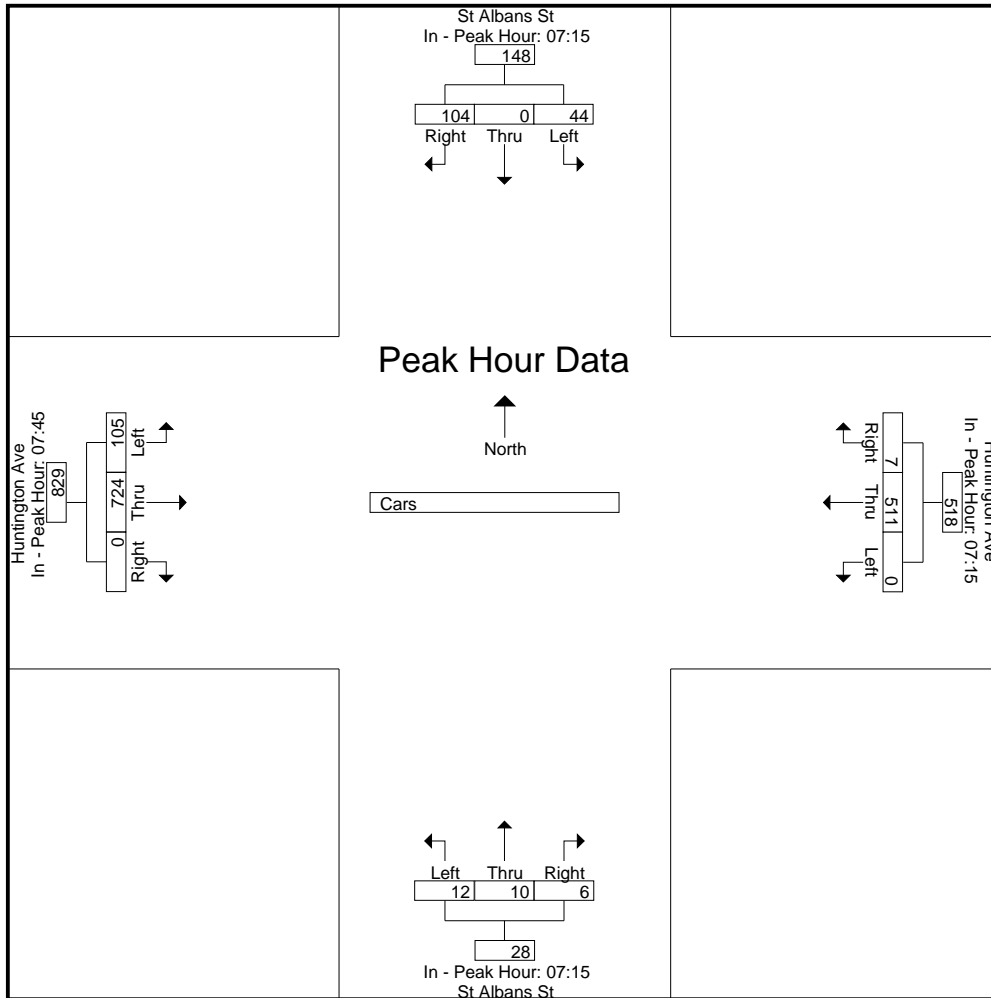 St Albans St
In - Peak Hour: 07:15
148
104 0 44
Right Thru Left
Peak Hour Data
North
Cars
Huntington Ave
In - Peak Hour: 07:45
829
105 724 0
Left Thru Right
Right Thru Left
7 511 0
518
In - Peak Hour: 07:15
Huntington Ave
Left Thru Right
12 10 6
28
In - Peak Hour: 07:15
St Albans St